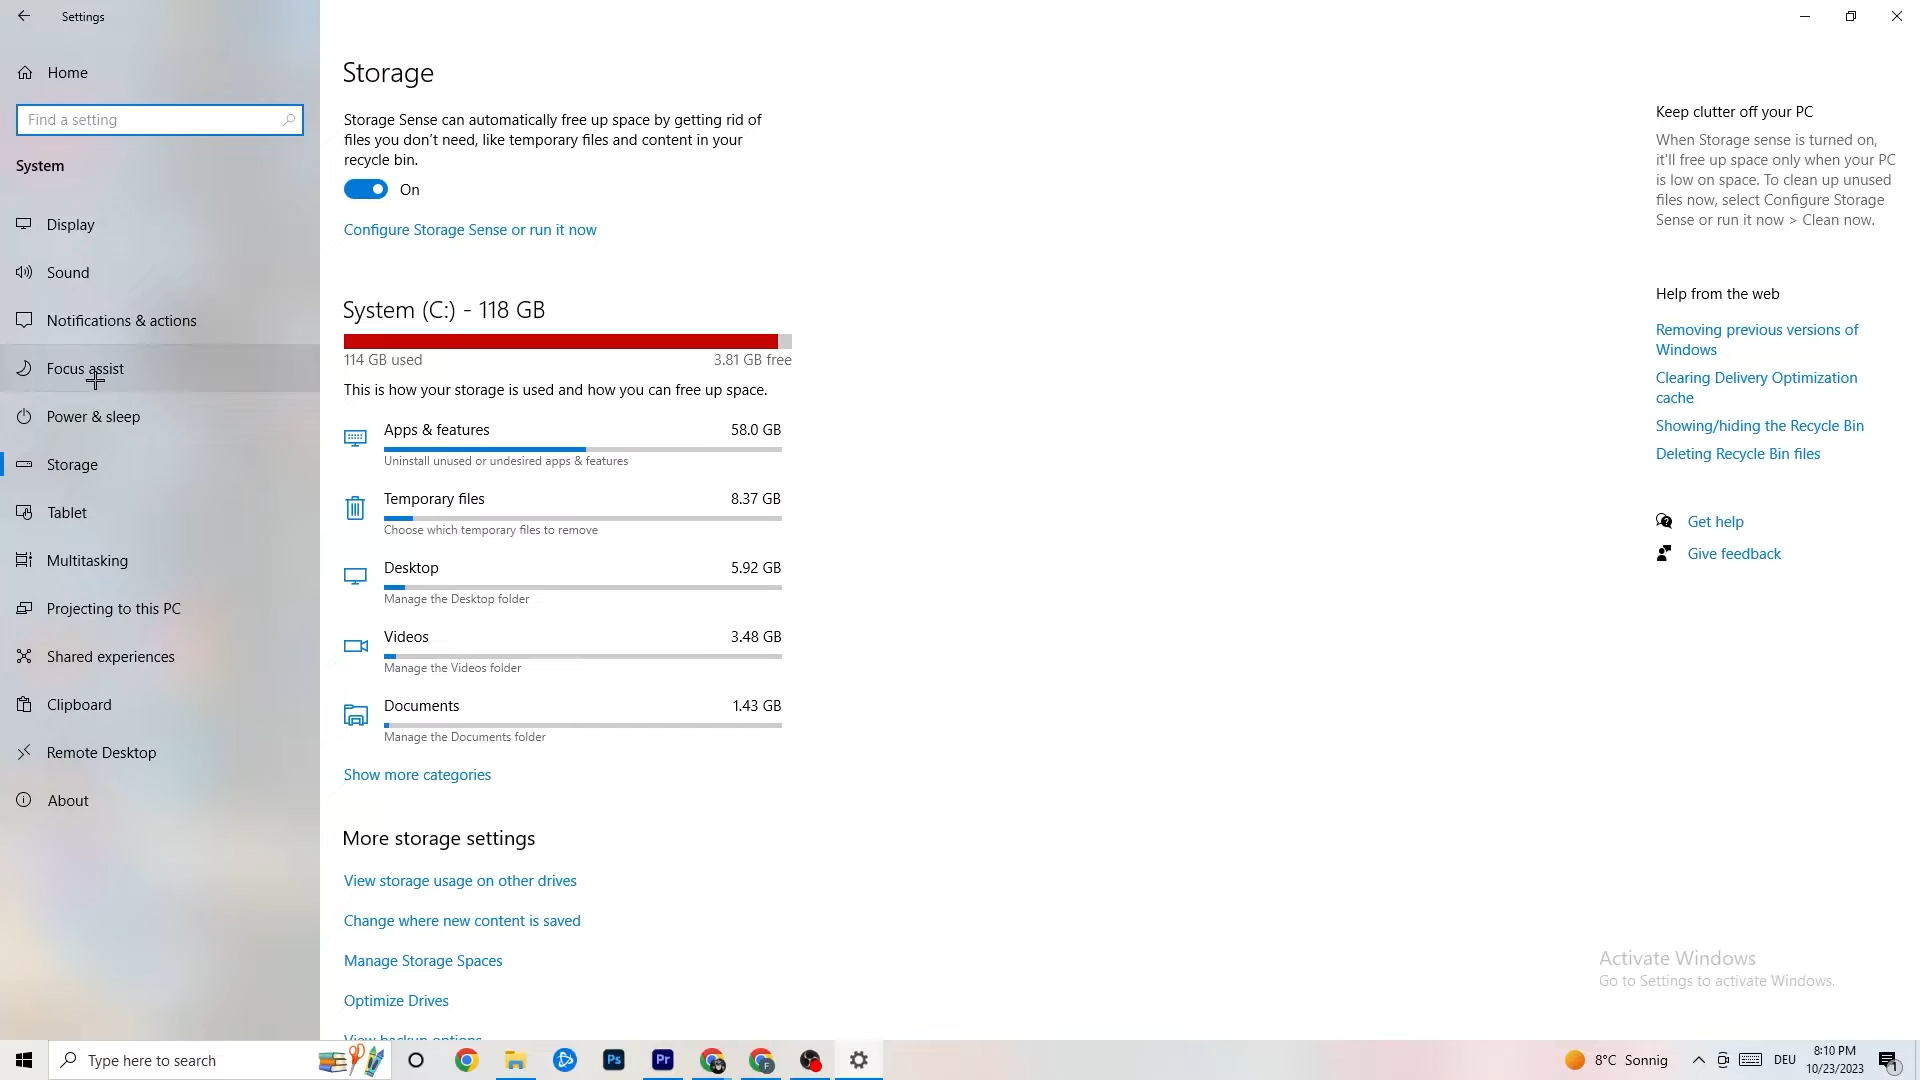 Settings
Home
Find a setting
System
Display
Sound
Notifications & actions
Focus assist
Power & sleep
Storage
Tablet
Multitasking
Projecting to this PC
Shared experiences
Clipboard
Remote Desktop
About
Storage
Storage Sense can automatically free up space by getting rid of
files you don't need, like temporary files and content in your
recycle bin.
On
Configure Storage Sense or run it now
System (C:) - 118 GB
114 GB used 3.81 GB free
This is how your storage is used and how you can free up space.
Apps & features 58.0 GB
Uninstall unused or undesired apps & features
Temporary files 8.37 GB
Choose which temporary files to remove
Desktop 5.92 GB
Manage the Desktop folder
Videos 3.48 GB
Manage the Videos folder
Documents 1.43 GB
Manage the Documents folder
Show more categories
More storage settings
View storage usage on other drives
Change where new content is saved
Manage Storage Spaces
Optimize Drives
View backup options
Keep clutter off your PC
When Storage sense is turned on,
it'll free up space only when your PC
is low on space. To clean up unused
files now, select Configure Storage
Sense or run it now > Clean now.
Help from the web
Removing previous versions of
Windows
Clearing Delivery Optimization
cache
Showing/hiding the Recycle Bin
Deleting Recycle Bin files
Get help
Give feedback
Activate Windows
Go to Settings to activate Windows.
Type here to search
Ps
Pr
F
8°C Sonnig
DEU
8:10 PM
10/23/2023
1